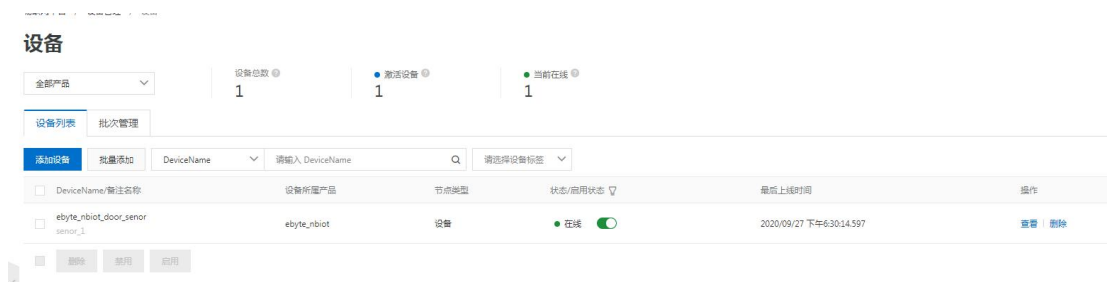 设备
全部产品
设备总数
1
激活设备
1
当前在线
1
设备列表 批次管理
添加设备 批量添加 DeviceName 请输入 DeviceName 请选择设备标签
DeviceName/备注名称 设备所属产品 节点类型 状态/启用状态 最后上线时间 操作
ebyte_nbiot_door_senor ebyte_nbiot 设备 在线 2020/09/27 下午6:30:14.597 查看 删除
senor_1
删除 禁用 启用